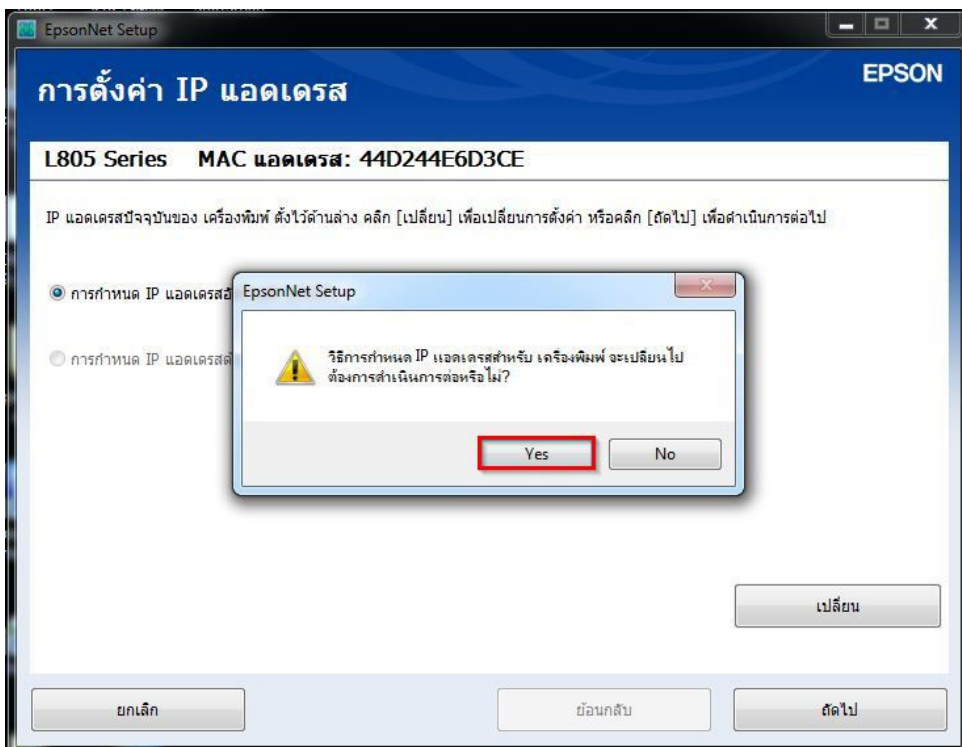 EpsonNet Setup
การตั้งค่า IP แอดเดรส
EPSON
L805 Series MAC แอดเดรส: 44D244E6D3CE
IP แอดเดรสปัจจุบันของ เครื่องพิมพ์ ตั้งไว้ด้านล่าง คลิก [เปลี่ยน] เพื่อเปลี่ยนการตั้งค่า หรือคลิก [ถัดไป] เพื่อดำเนินการต่อไป
การกำหนด IP แอดเดรสอั
EpsonNet Setup
วิธีการกำหนด IP แอดเดรสสำหรับ เครื่องพิมพ์ จะเปลี่ยนไป
ต้องการดำเนินการต่อหรือไม่?
การกำหนด IP แอดเดรสด้
Yes
No
เปลี่ยน
ยกเลิก
ย้อนกลับ
ถัดไป